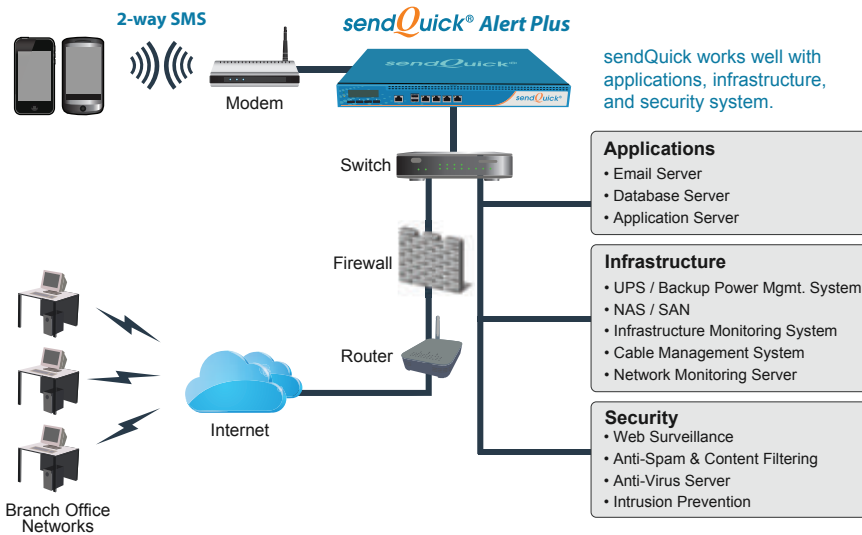 2-way SMS
sendQuick® Alert Plus
sendQuick®
sendQuick®
Modem
sendQuick works well with
applications, infrastructure,
and security system.
Switch
Applications
• Email Server
• Database Server
• Application Server
Firewall
Infrastructure
• UPS / Backup Power Mgmt. System
• NAS / SAN
• Infrastructure Monitoring System
• Cable Management System
• Network Monitoring Server
Router
Internet
Security
• Web Surveillance
• Anti-Spam & Content Filtering
• Anti-Virus Server
• Intrusion Prevention
Branch Office
Networks